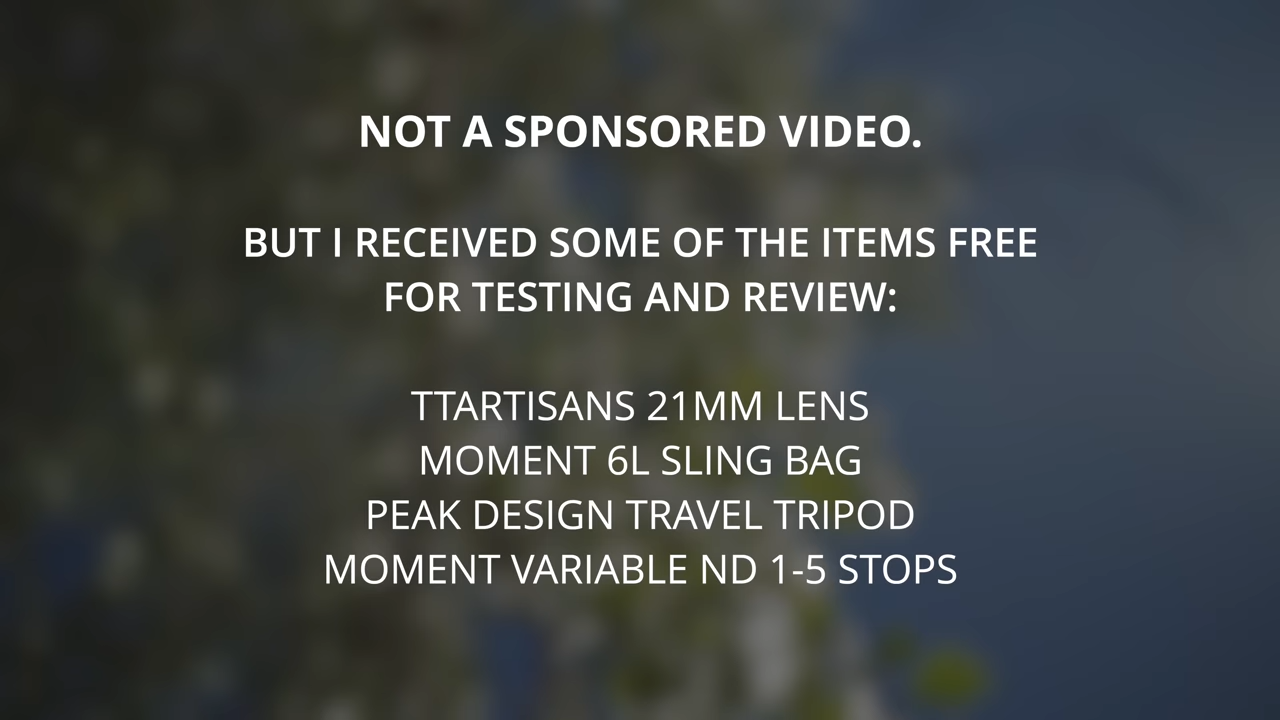 NOT A SPONSORED VIDEO.
BUT I RECEIVED SOME OF THE ITEMS FREE
FOR TESTING AND REVIEW:
TTARTISANS 21MM LENS
MOMENT 6L SLING BAG
PEAK DESIGN TRAVEL TRIPOD
MOMENT VARIABLE ND 1-5 STOPS